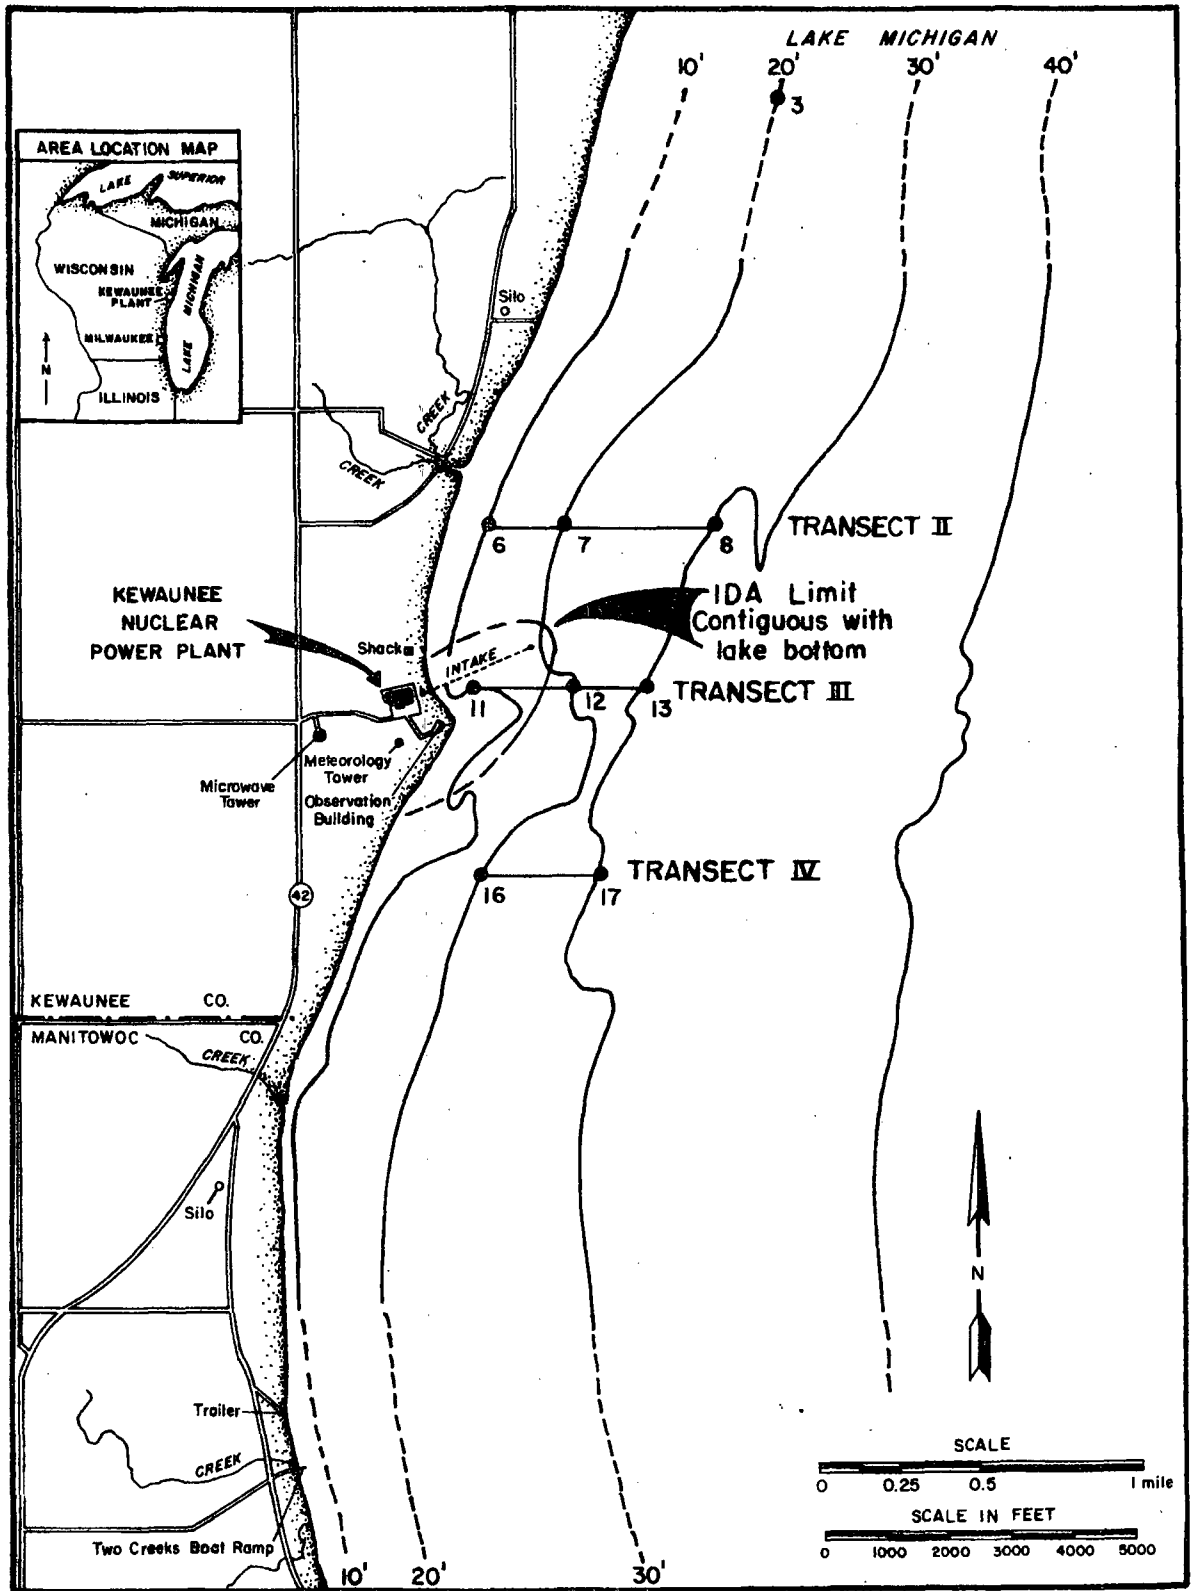 LAKE MICHIGAN
10' 20' 30' 40'
3
AREA LOCATION MAP
LAKE SUPERIOR
MICHIGAN
WISCONSIN
KEWAUNEE
PLANT
LAKE MICHIGAN
MILWAUKEE
N
ILLINOIS
Silo
CREEK
CREEK
6 7 8 TRANSECT II
KEWAUNEE
NUCLEAR
POWER PLANT
IDA Limit
Contiguous with
lake bottom
Shack
INTAKE
11 12 13 TRANSECT III
Meteorology
Tower
Microwave
Tower
Observation
Building
16 17 TRANSECT IV
42
KEWAUNEE CO.
MANITOWOC CO.
CREEK
Silo
N
Trailer
CREEK
Two Creeks Boat Ramp
SCALE
0 0.25 0.5 1 mile
SCALE IN FEET
0 1000 2000 3000 4000 5000
10' 20' 30'